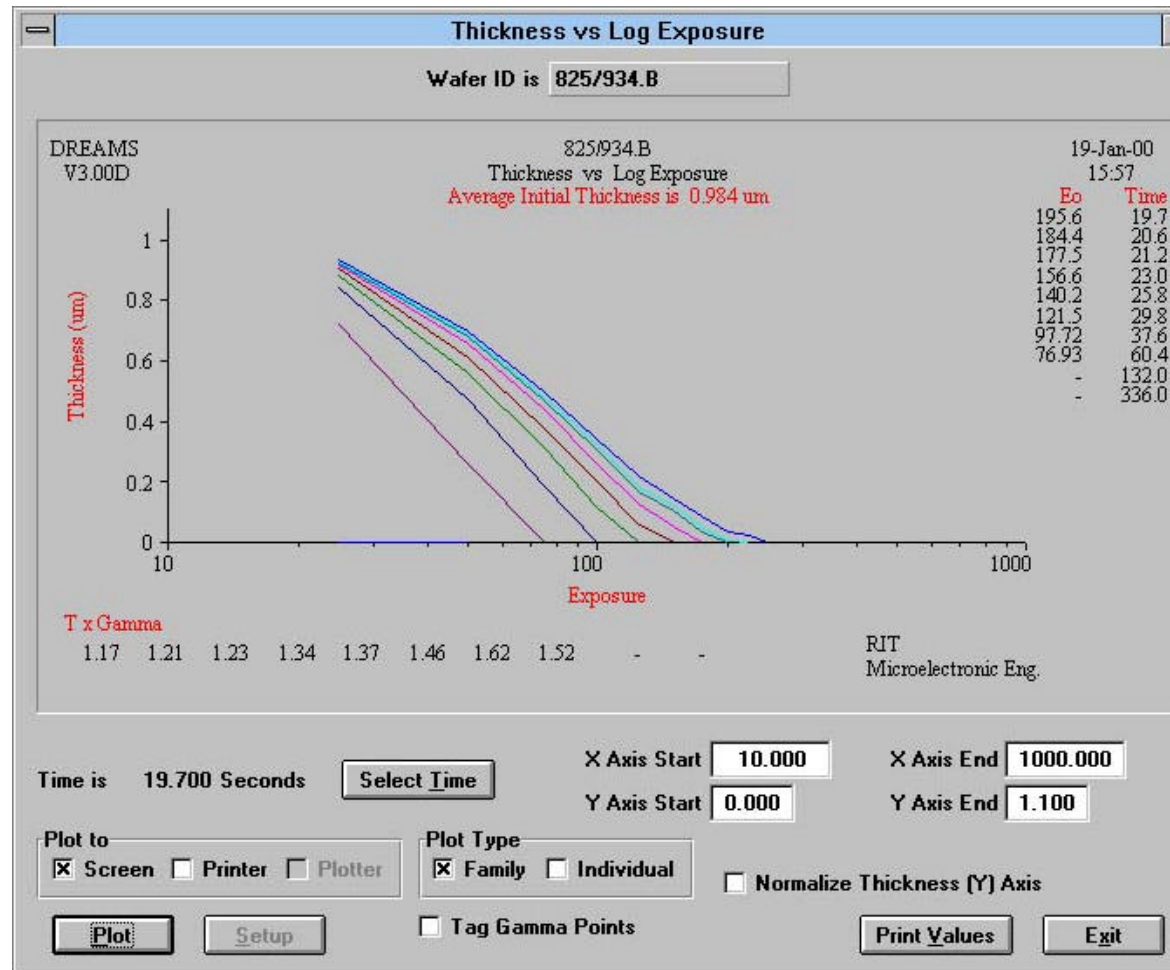 Thickness vs Log Exposure
Wafer ID is 825/934.B
DREAMS
V3.00D
825/934.B
Thickness vs Log Exposure
Average Initial Thickness is 0.984 um
19-Jan-00
15:57
Eo Time
195.6 19.7
184.4 20.6
177.5 21.2
156.6 23.0
140.2 25.8
121.5 29.8
97.72 37.6
76.93 60.4
- 132.0
- 336.0
Thickness (um)
1
0.8
0.6
0.4
0.2
0
10 100 1000
Exposure
T x Gamma
1.17 1.21 1.23 1.34 1.37 1.46 1.62 1.52 - -
RIT
Microelectronic Eng.
Time is 19.700 Seconds
Select Time
X Axis Start 10.000
X Axis End 1000.000
Y Axis Start 0.000
Y Axis End 1.100
Plot to
Screen Printer Plotter
Plot Type
Family Individual
Normalize Thickness (Y) Axis
Plot
Setup
Tag Gamma Points
Print Values
Exit